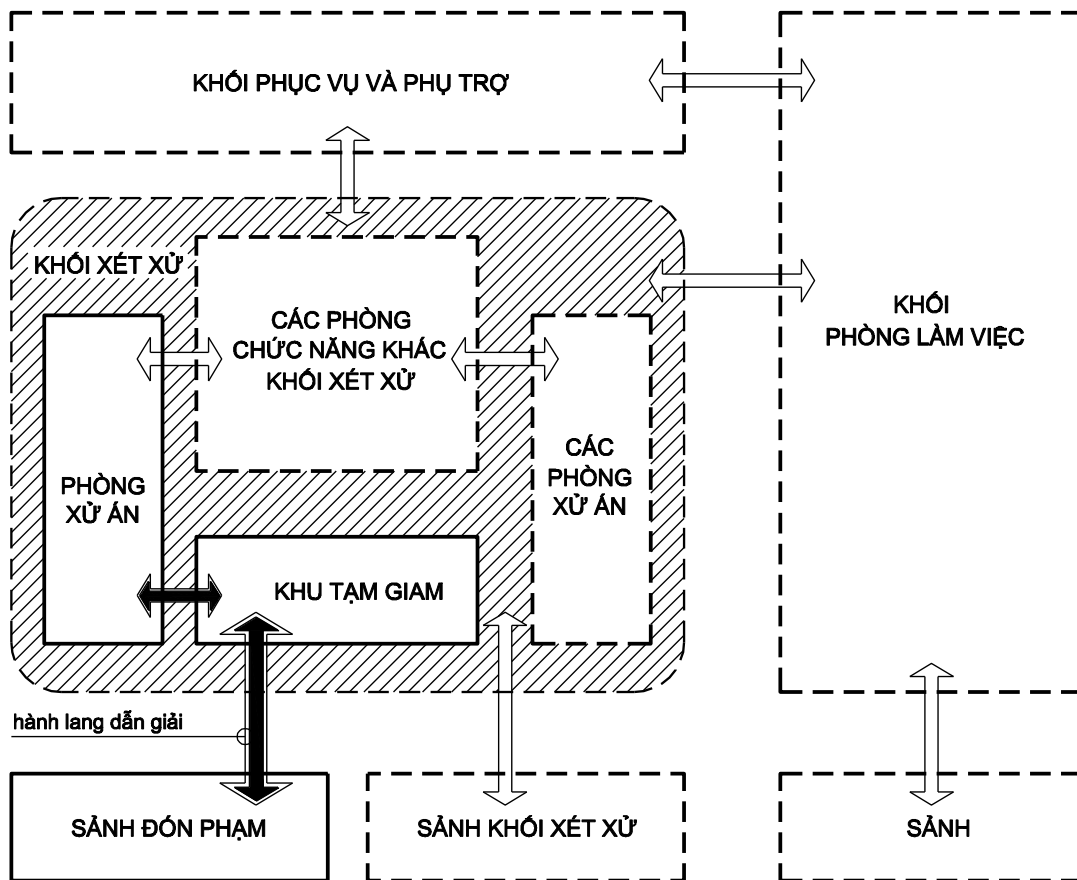 KHỐI PHỤC VỤ VÀ PHỤ TRỢ
KHỐI XÉT XỬ
CÁC PHÒNG
CHỨC NĂNG KHÁC
KHỐI XÉT XỬ
KHỐI
PHÒNG LÀM VIỆC
PHÒNG
XỬ ÁN
CÁC
PHÒNG
XỬ ÁN
KHU TẠM GIAM
hành lang dẫn giải
SẢNH ĐÓN PHẠM
SẢNH KHỐI XÉT XỬ
SẢNH